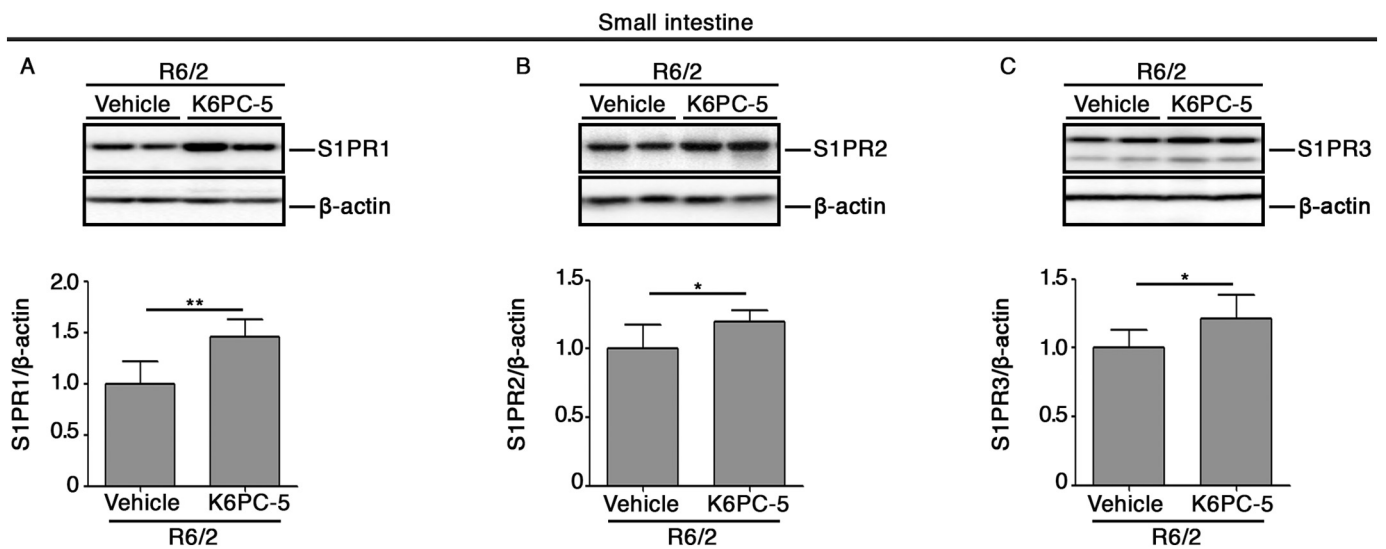 Small intestine
A
R6/2
Vehicle K6PC-5
S1PR1
β-actin
S1PR1/β-actin
2.0
1.5
**
1.0
0.5
0
Vehicle K6PC-5
R6/2
B
R6/2
Vehicle K6PC-5
S1PR2
β-actin
S1PR2/β-actin
1.5
*
1.0
0.5
0
Vehicle K6PC-5
R6/2
C
R6/2
Vehicle K6PC-5
S1PR3
β-actin
S1PR3/β-actin
1.5
*
1.0
0.5
0
Vehicle K6PC-5
R6/2